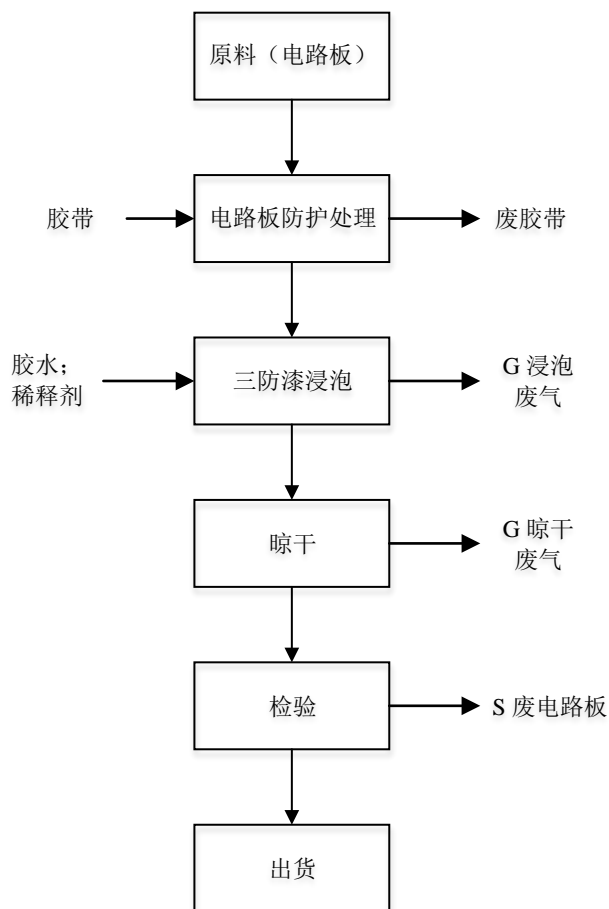 原料（电路板）
胶带
电路板防护处理
废胶带
胶水；
稀释剂
三防漆浸泡
G 浸泡
废气
晾干
G 晾干
废气
检验
S 废电路板
出货